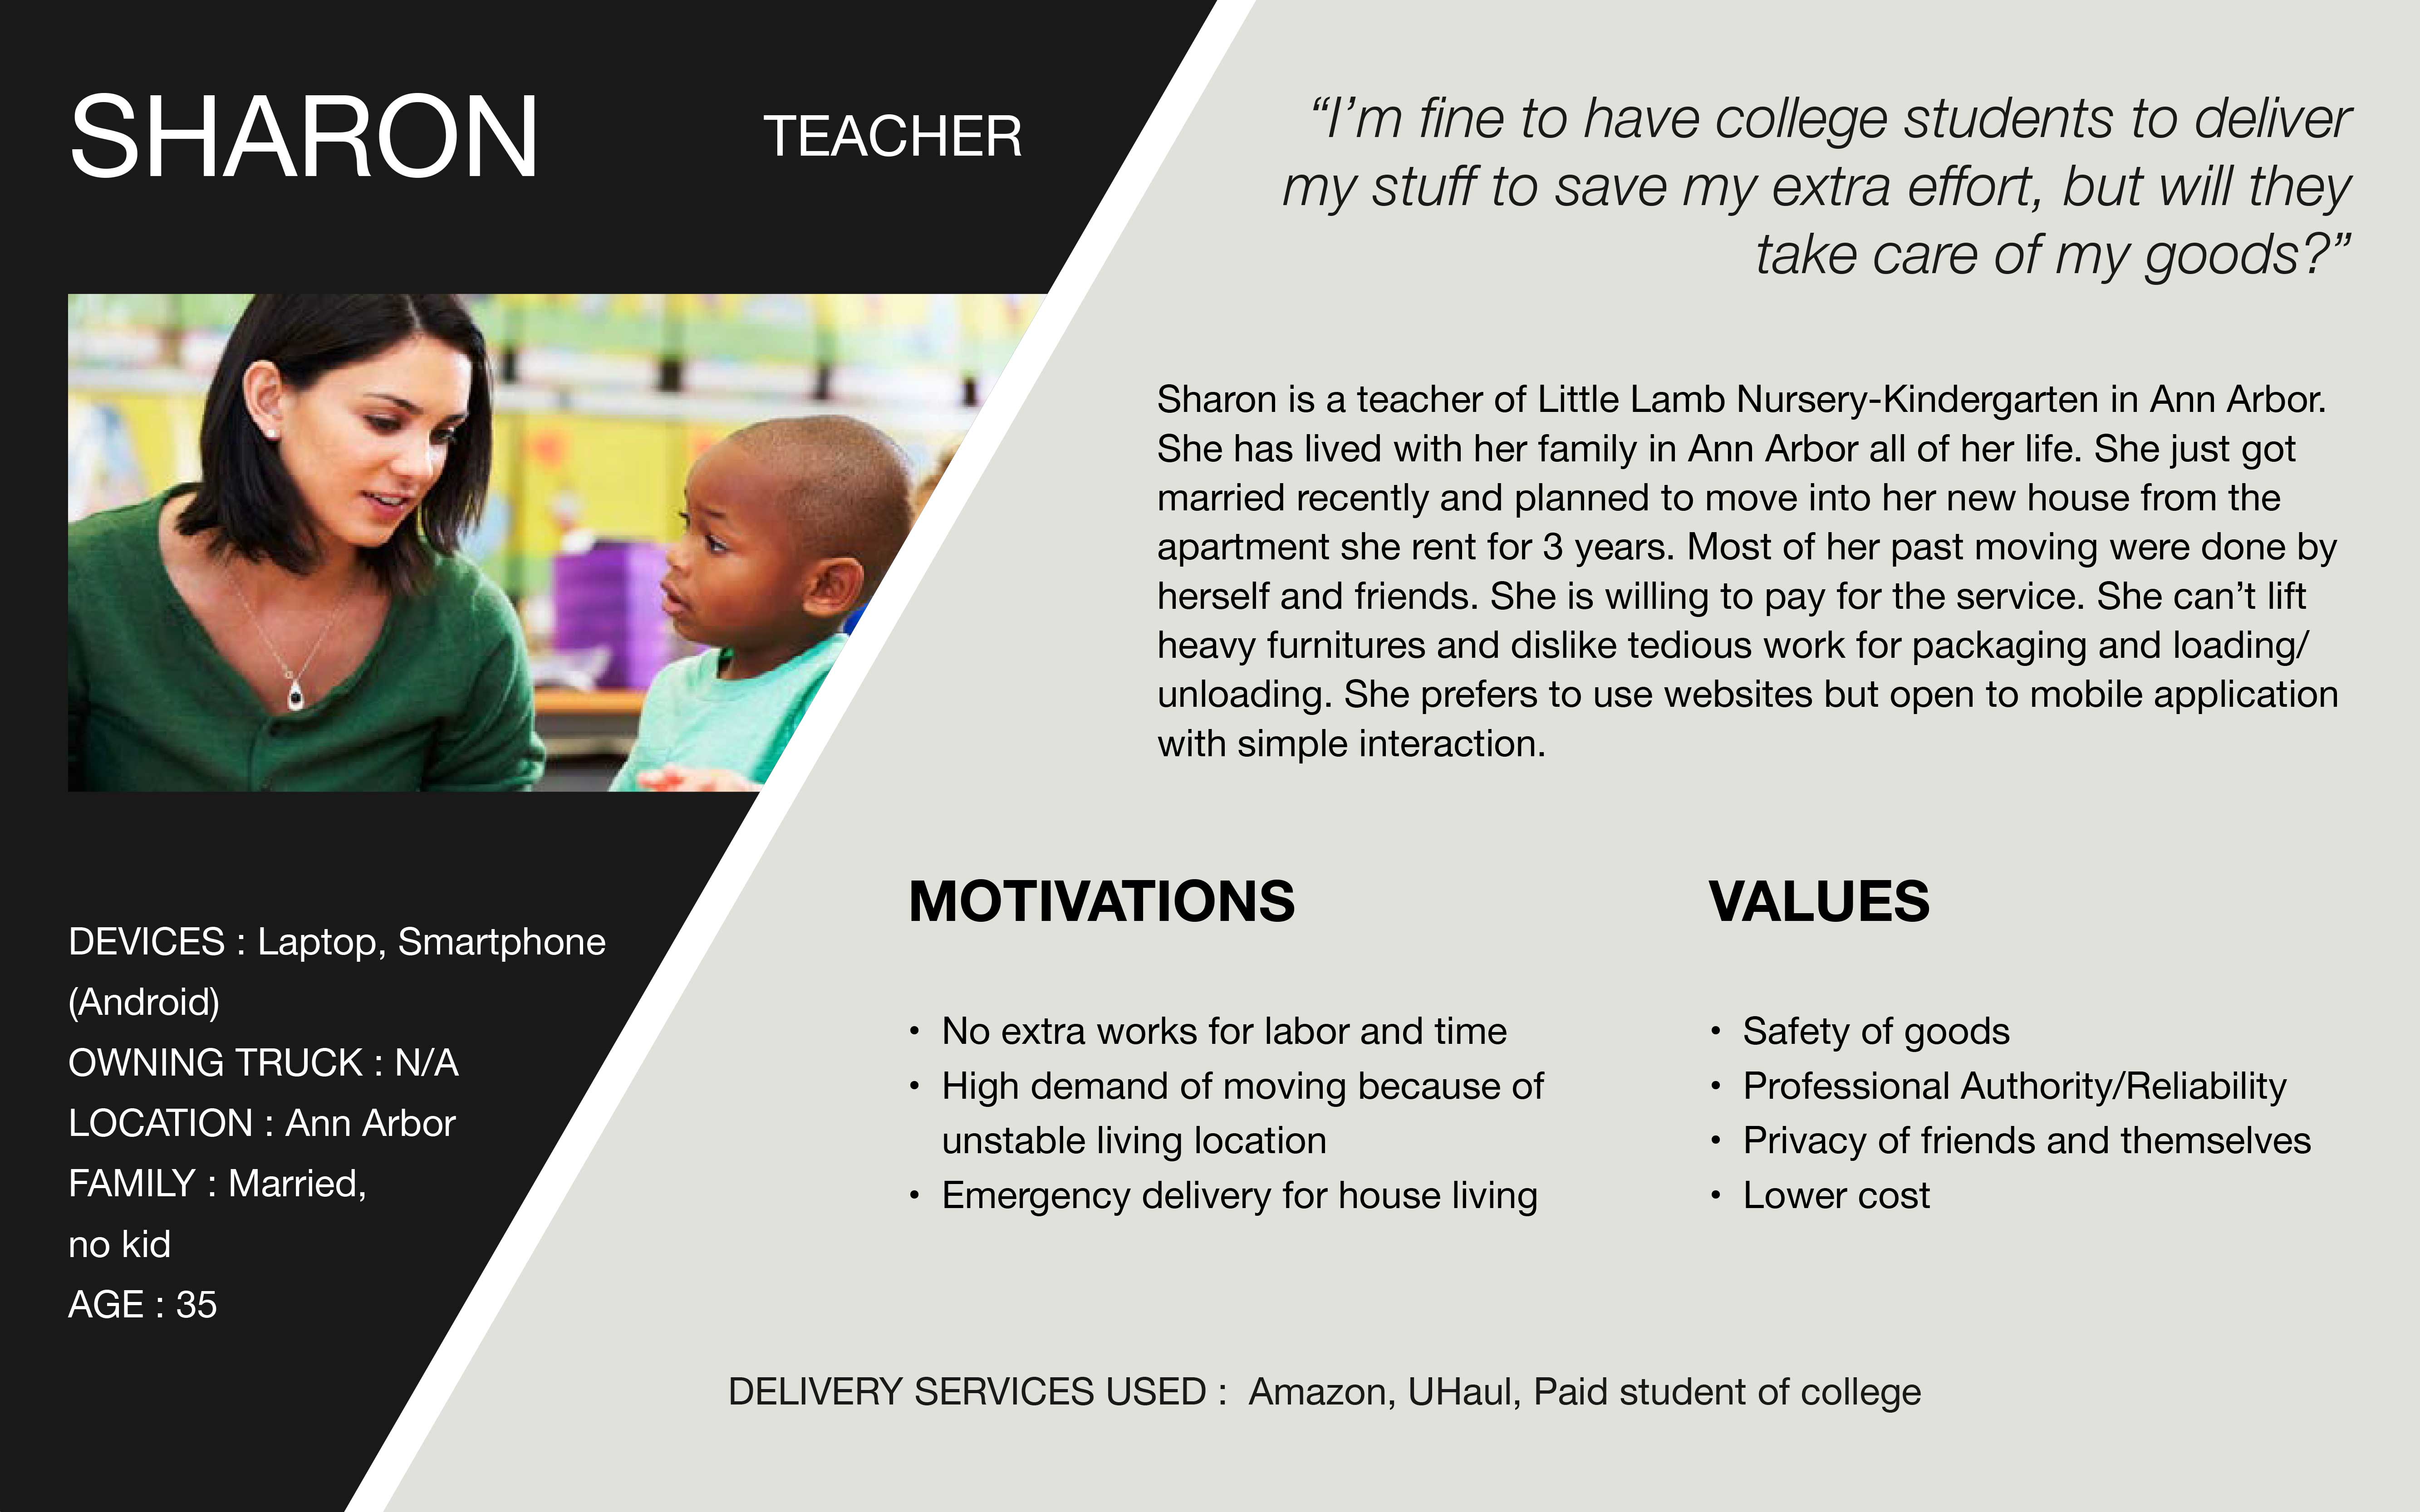 SHARON
TEACHER
DEVICES : Laptop, Smartphone
(Android)
OWNING TRUCK : N/A
LOCATION : Ann Arbor
FAMILY : Married,
no kid
AGE : 35
“I’m fine to have college students to deliver
my stuff to save my extra effort, but will they
take care of my goods?”
Sharon is a teacher of Little Lamb Nursery-Kindergarten in Ann Arbor.
She has lived with her family in Ann Arbor all of her life. She just got
married recently and planned to move into her new house from the
apartment she rent for 3 years. Most of her past moving were done by
herself and friends. She is willing to pay for the service. She can’t lift
heavy furnitures and dislike tedious work for packaging and loading/
unloading. She prefers to use websites but open to mobile application
with simple interaction.
MOTIVATIONS
• No extra works for labor and time
• High demand of moving because of
unstable living location
• Emergency delivery for house living
VALUES
• Safety of goods
• Professional Authority/Reliability
• Privacy of friends and themselves
• Lower cost
DELIVERY SERVICES USED : Amazon, UHaul, Paid student of college